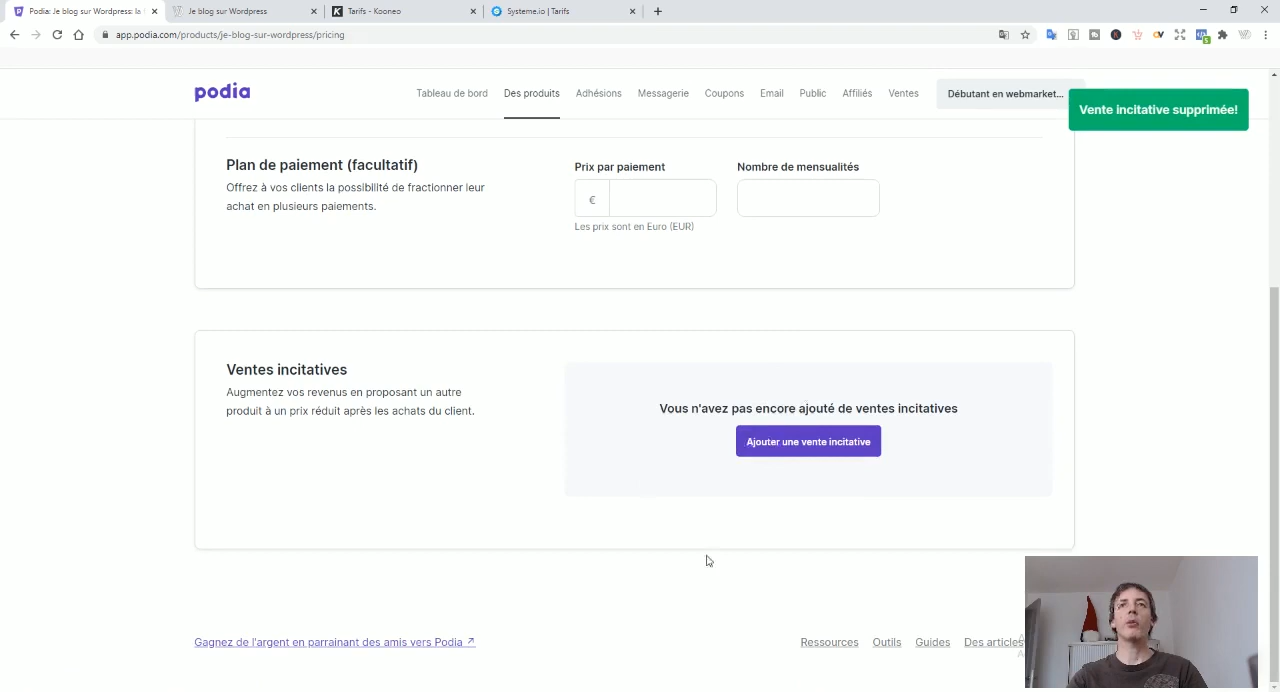 Podia: Je blog sur Wordpress: la
Je blog sur Wordpress
Tarifs - Kooneo
Systeme.io | Tarifs
app.podia.com/products/je-blog-sur-wordpress/pricing
podia
Tableau de bord
Des produits
Adhésions
Messagerie
Coupons
Email
Public
Affiliés
Ventes
Débutant en webmarket...
Vente incitative supprimée!
Plan de paiement (facultatif)
Offrez à vos clients la possibilité de fractionner leur
achat en plusieurs paiements.
Prix par paiement
€
Les prix sont en Euro (EUR)
Nombre de mensualités
Ventes incitatives
Augmentez vos revenus en proposant un autre
produit à un prix réduit après les achats du client.
Vous n'avez pas encore ajouté de ventes incitatives
Ajouter une vente incitative
Gagnez de l'argent en parrainant des amis vers Podia
Ressources
Outils
Guides
Des articles